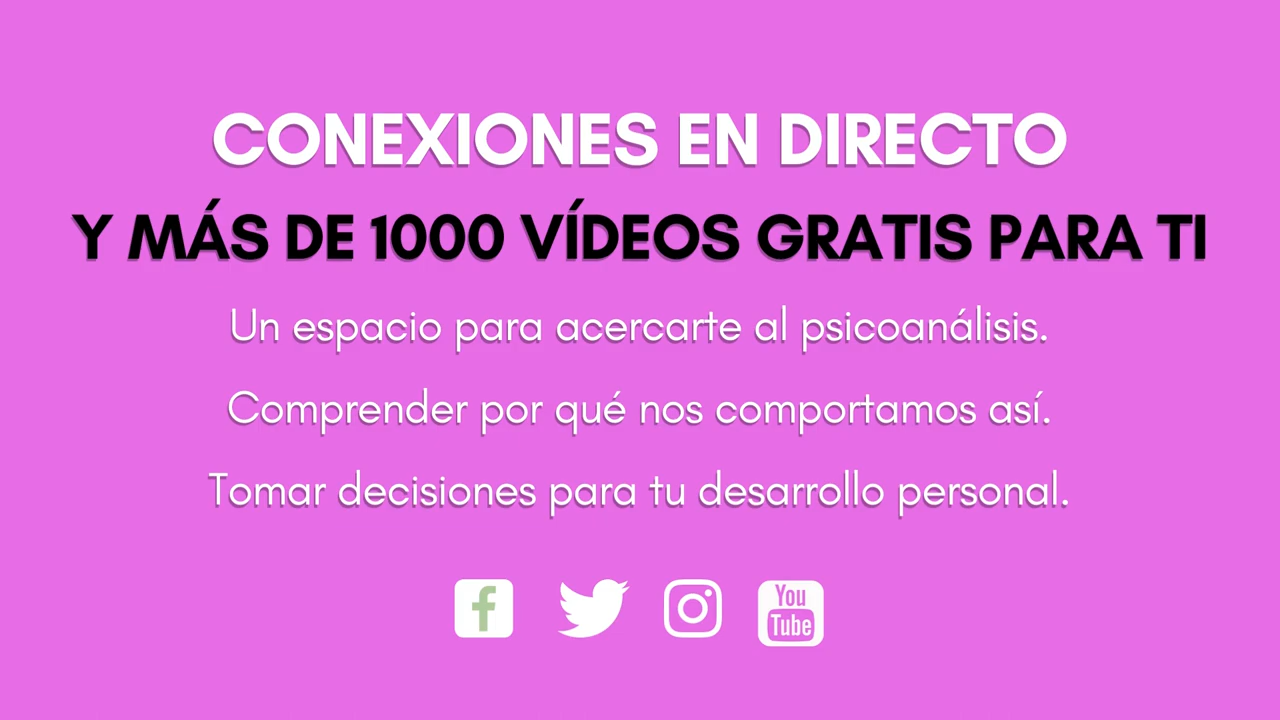 CONEXIONES EN DIRECTO
Y MÁS DE 1000 VÍDEOS GRATIS PARA TI
Un espacio para acercarte al psicoanálisis.
Comprender por qué nos comportamos así.
Tomar decisiones para tu desarrollo personal.
f
You
Tube